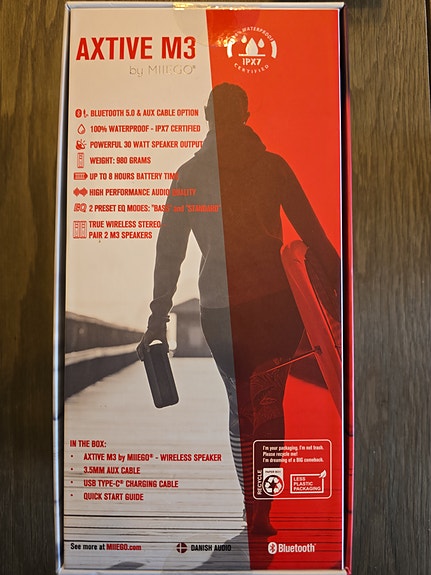 AXTIVE M3
by MIIEGO®
100% WATERPROOF
IPX7
CERTIFIED
BLUETOOTH 5.0 & AUX CABLE OPTION
100% WATERPROOF - IPX7 CERTIFIED
POWERFUL 30 WATT SPEAKER OUTPUT
WEIGHT: 980 GRAMS
UP TO 8 HOURS BATTERY TIME
HIGH PERFORMANCE AUDIO QUALITY
EQ 2 PRESET EQ MODES: "BASS" and "STANDARD"
TRUE WIRELESS STEREO
PAIR 2 M3 SPEAKERS
IN THE BOX:
· AXTIVE M3 by MIIEGO® - WIRELESS SPEAKER
· 3.5MM AUX CABLE
· USB TYPE-C® CHARGING CABLE
· QUICK START GUIDE
I'm your packaging. I'm not trash.
Please recycle me!
I'm dreaming of a BIG comeback.
RECYCLE
PAPER BOX
LESS
PLASTIC
PACKAGING
See more at MIIEGO.com
DANISH AUDIO
Bluetooth®